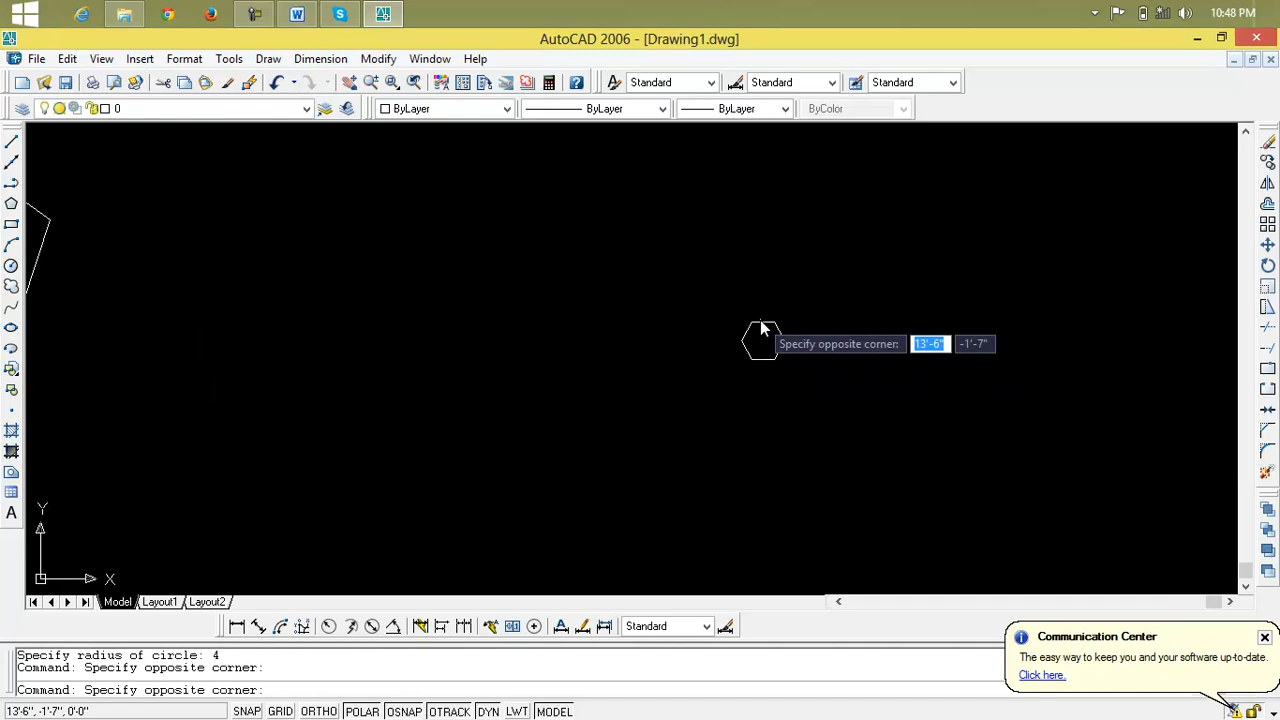 10:48 PM
AutoCAD 2006 - [Drawing1.dwg]
File Edit View Insert Format Tools Draw Dimension Modify Window Help
Standard Standard Standard
0 ByLayer ByLayer ByLayer ByColor
Specify opposite corner: 13'-6" -1'-7"
Y
X
Model Layout1 Layout2
Standard
Specify radius of circle: 4
Command: Specify opposite corner:
Command: Specify opposite corner:
Communication Center
The easy way to keep you and your software up-to-date.
Click here.
13'-6", -1'-7", 0'-0" SNAP GRID ORTHO POLAR OSNAP OTRACK DYN LWT MODEL